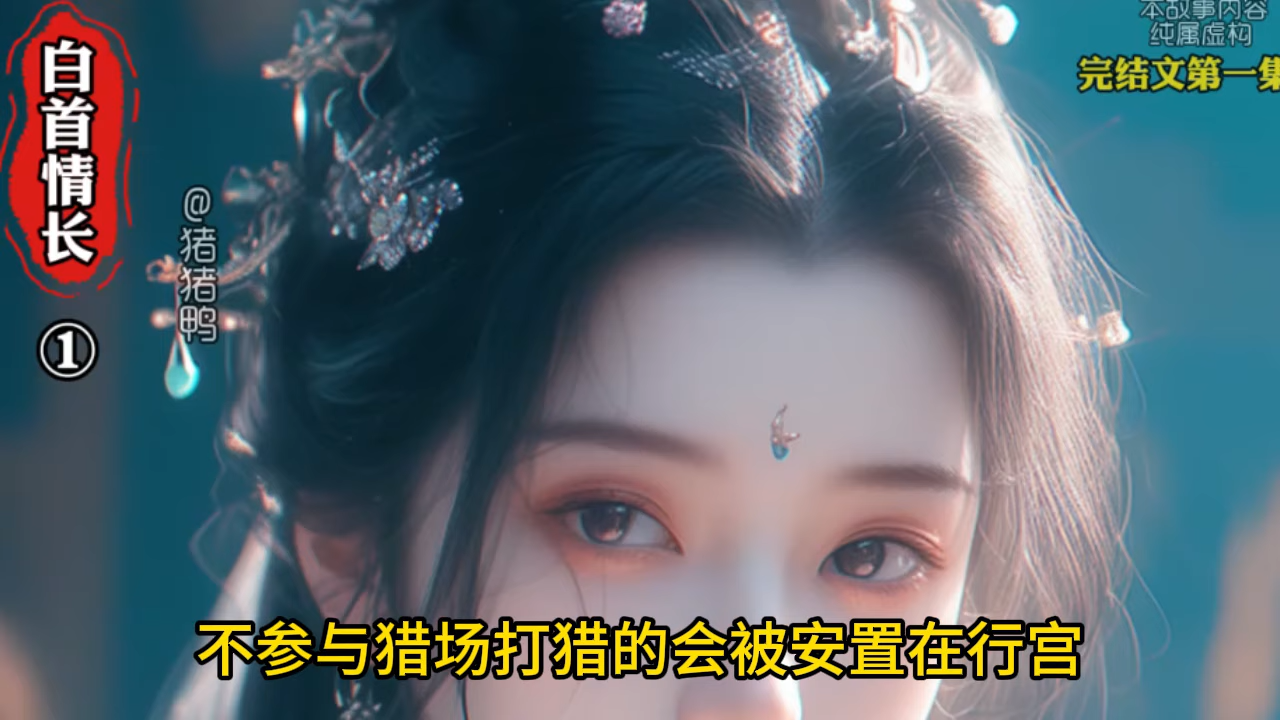 白首情长
①
@猪猪鸭
本故事内容
纯属虚构
完结文第一集
不参与猎场打猎的会被安置在行宫